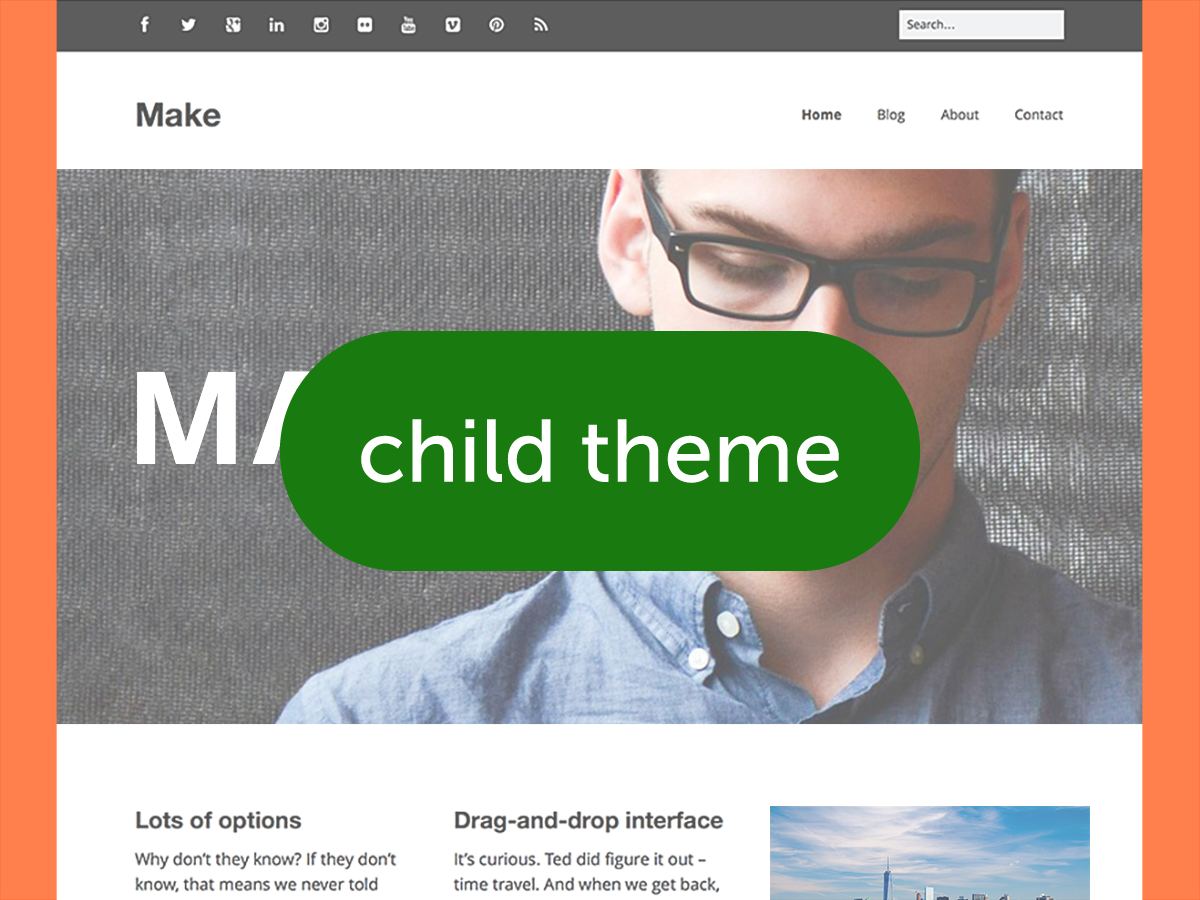 Search...
Make
Home Blog About Contact
MA
child theme
Lots of options
Why don't they know? If they don't
know, that means we never told
Drag-and-drop interface
It's curious. Ted did figure it out –
time travel. And when we get back,